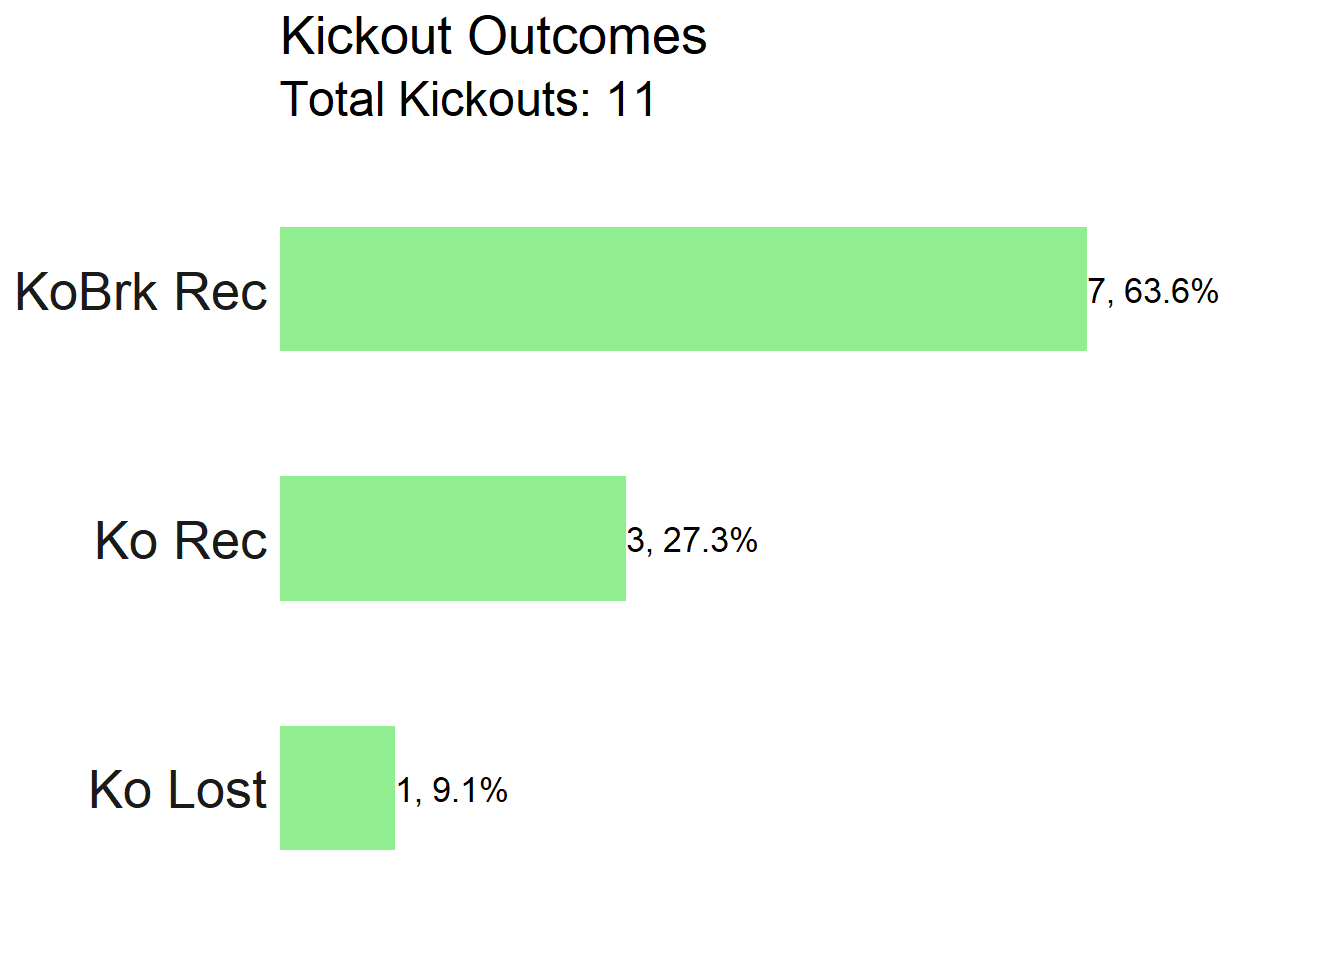 Kickout Outcomes
Total Kickouts: 11
KoBrk Rec
7, 63.6%
Ko Rec
3, 27.3%
Ko Lost
1, 9.1%